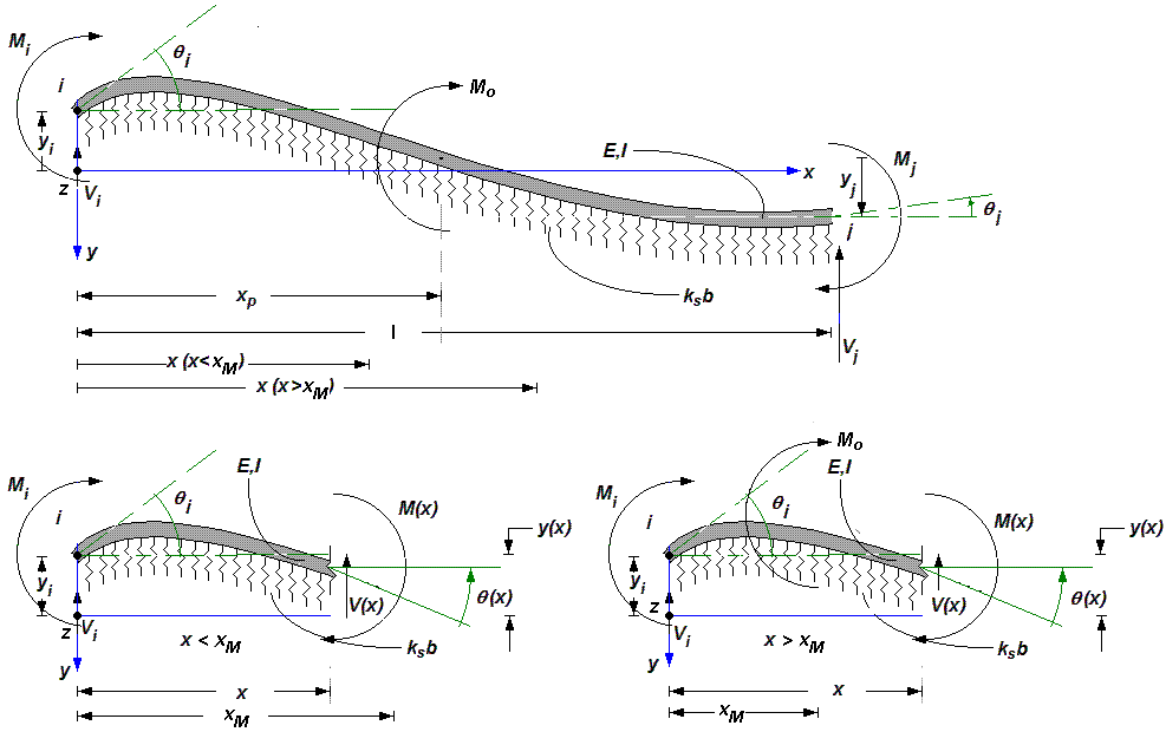 M_i
θ_i
i
M_o
y_i
E,I
M_j
x
y_j
z
V_i
θ_j
j
y
k_s b
x_p
l
x (x<x_M)
V_j
x (x>x_M)
M_i
E,I
θ_i
M(x)
i
y(x)
y_i
θ(x)
V(x)
z
V_i
x < x_M
k_s b
y
x
x_M
M_o
M_i
E,I
θ_i
M(x)
i
y(x)
y_i
θ(x)
V(x)
z
V_i
x > x_M
k_s b
y
x
x_M